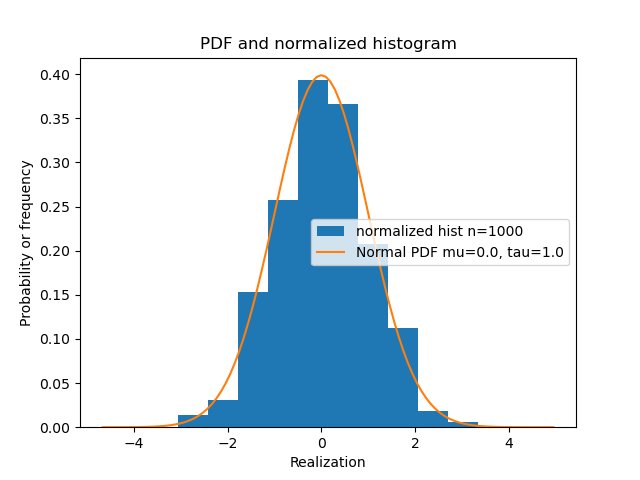 PDF and normalized histogram
0.40
0.35
0.30
0.25
0.20
0.15
0.10
0.05
0.00
Probability or frequency
normalized hist n=1000
Normal PDF mu=0.0, tau=1.0
−4
−2
0
2
4
Realization